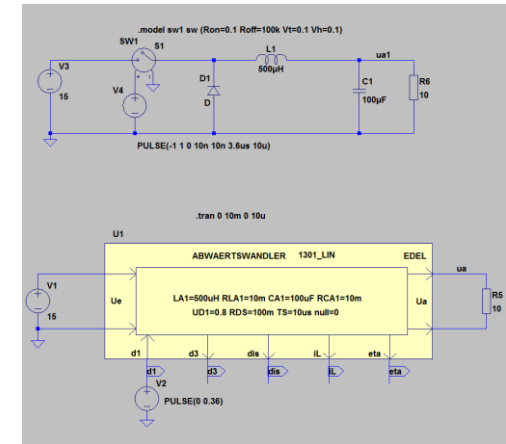 .model sw1 sw (Ron=0.1 Roff=100k Vt=0.1 Vh=0.1)
SW1
S1
L1
500µH
ua1
V3
15
V4
D1
D
C1
100µF
R6
10
PULSE(-1 1 0 10n 10n 3.6us 10u)
.tran 0 10m 0 10u
U1
ABWAERTSWANDLER 1301_LIN EDEL
V1
15
Ue
LA1=500uH RLA1=10m CA1=100uF RCA1=10m
UD1=0.8 RDS=100m TS=10us null=0
Ua
ua
R5
10
d1 d3 dis iL eta
d1 d3 dis iL eta
V2
PULSE(0 0.36)